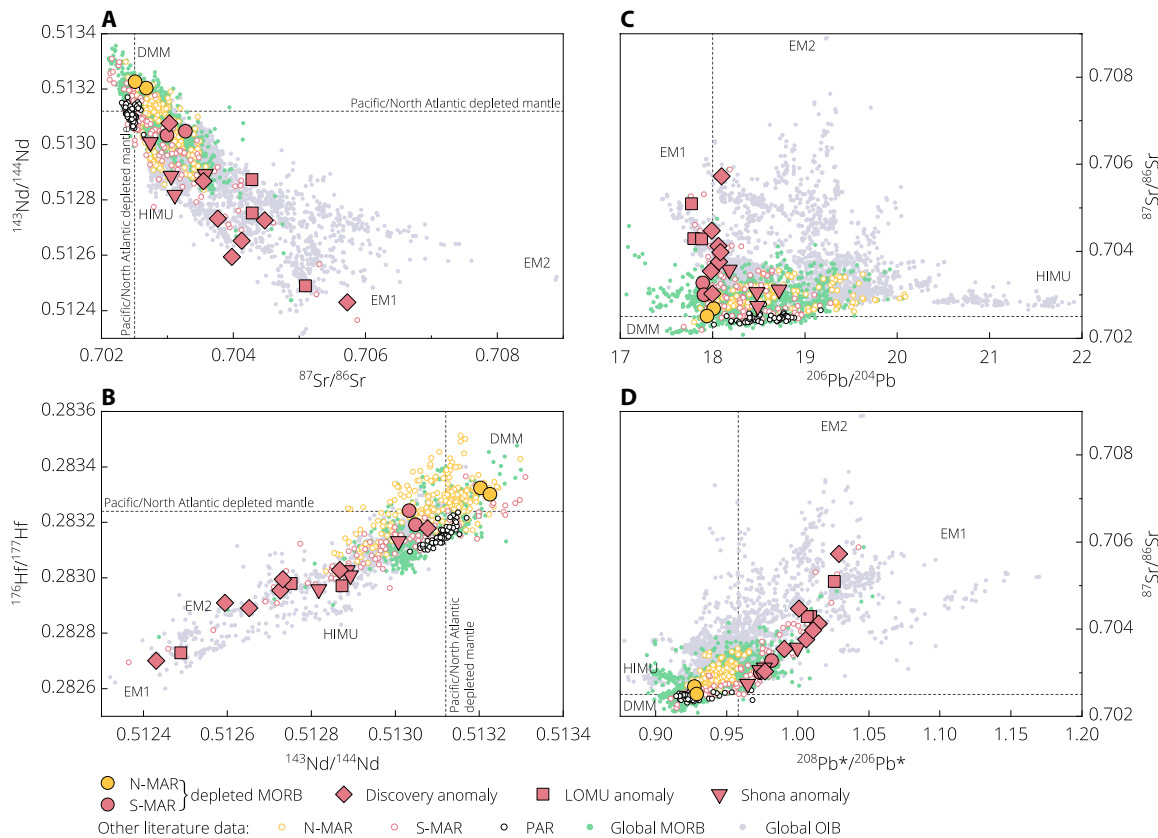 A
0.5134
0.5132
0.5130
0.5128
0.5126
0.5124
143Nd/144Nd
DMM
Pacific/North Atlantic depleted mantle
Pacific/North Atlantic depleted mantle
HIMU
EM2
EM1
0.702
0.704
0.706
0.708
87Sr/86Sr
C
EM2
EM1
HIMU
DMM
0.708
0.706
0.704
0.702
87Sr/86Sr
17
18
19
20
21
22
206Pb/204Pb
B
0.2836
0.2834
0.2832
0.2830
0.2828
0.2826
176Hf/177Hf
DMM
Pacific/North Atlantic depleted mantle
EM2
HIMU
EM1
Pacific/North Atlantic
depleted mantle
0.5124
0.5126
0.5128
0.5130
0.5132
0.5134
143Nd/144Nd
D
EM2
EM1
HIMU
DMM
0.708
0.706
0.704
0.702
87Sr/86Sr
0.90
0.95
1.00
1.05
1.10
1.15
1.20
208Pb*/206Pb*
N-MAR
S-MAR
depleted MORB
Discovery anomaly
LOMU anomaly
Shona anomaly
Other literature data:
N-MAR
S-MAR
PAR
Global MORB
Global OIB